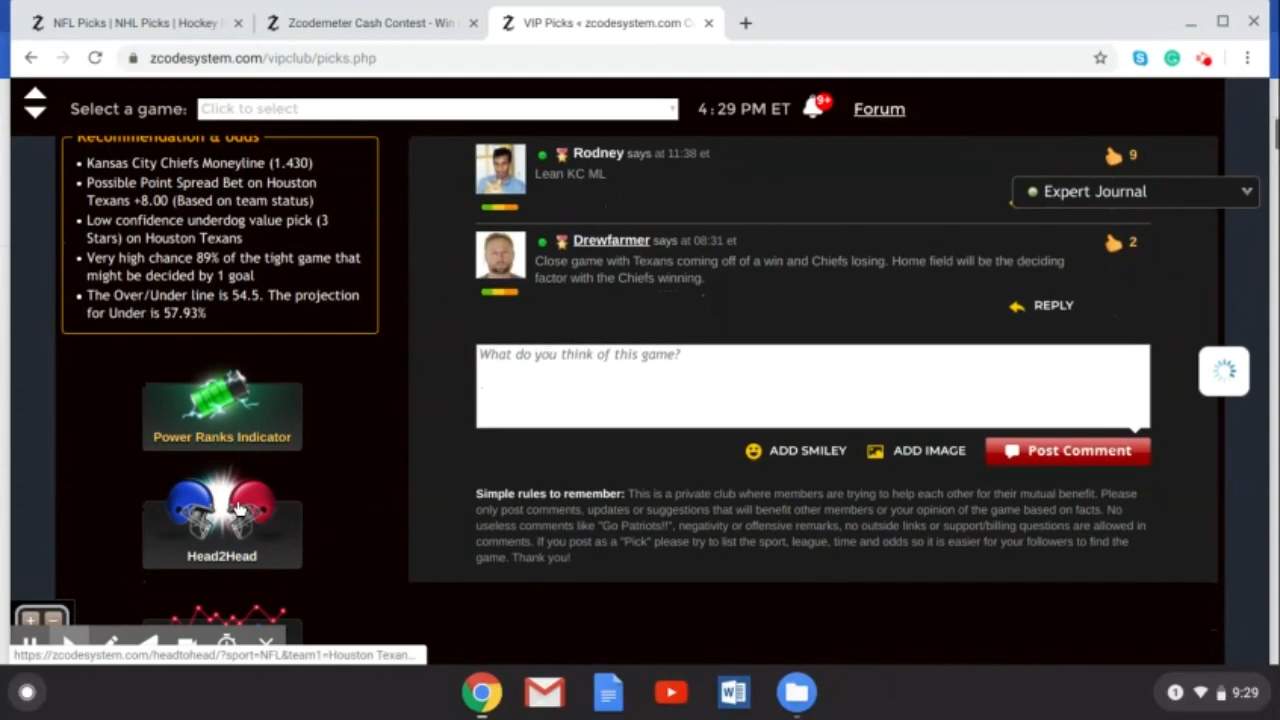 NFL Picks | NHL Picks | Hockey
Zcodemeter Cash Contest - Win
VIP Picks « zcodesystem.com
zcodesystem.com/vipclub/picks.php
Select a game:
Click to select
4:29 PM ET
9+
Forum
Recommendation & odds
• Kansas City Chiefs Moneyline (1.430)
• Possible Point Spread Bet on Houston
Texans +8.00 (Based on team status)
• Low confidence underdog value pick (3
Stars) on Houston Texans
• Very high chance 89% of the tight game that
might be decided by 1 goal
• The Over/Under line is 54.5. The projection
for Under is 57.93%
Power Ranks Indicator
Head2Head
Rodney says at 11:38 et
9
Lean KC ML
Expert Journal
Drewfarmer says at 08:31 et
2
Close game with Texans coming off of a win and Chiefs losing. Home field will be the deciding
factor with the Chiefs winning.
REPLY
What do you think of this game?
ADD SMILEY
ADD IMAGE
Post Comment
Simple rules to remember: This is a private club where members are trying to help each other for their mutual benefit. Please
only post comments, updates or suggestions that will benefit other members or your opinion of the game based on facts. No
useless comments like "Go Patriots!!", negativity or offensive remarks, no outside links or support/billing questions are allowed in
comments. If you post as a "Pick" please try to list the sport, league, time and odds so it is easier for your followers to find the
game. Thank you!
https://zcodesystem.com/headtohead/?sport=NFL&team1=Houston Texan...
1
9:29